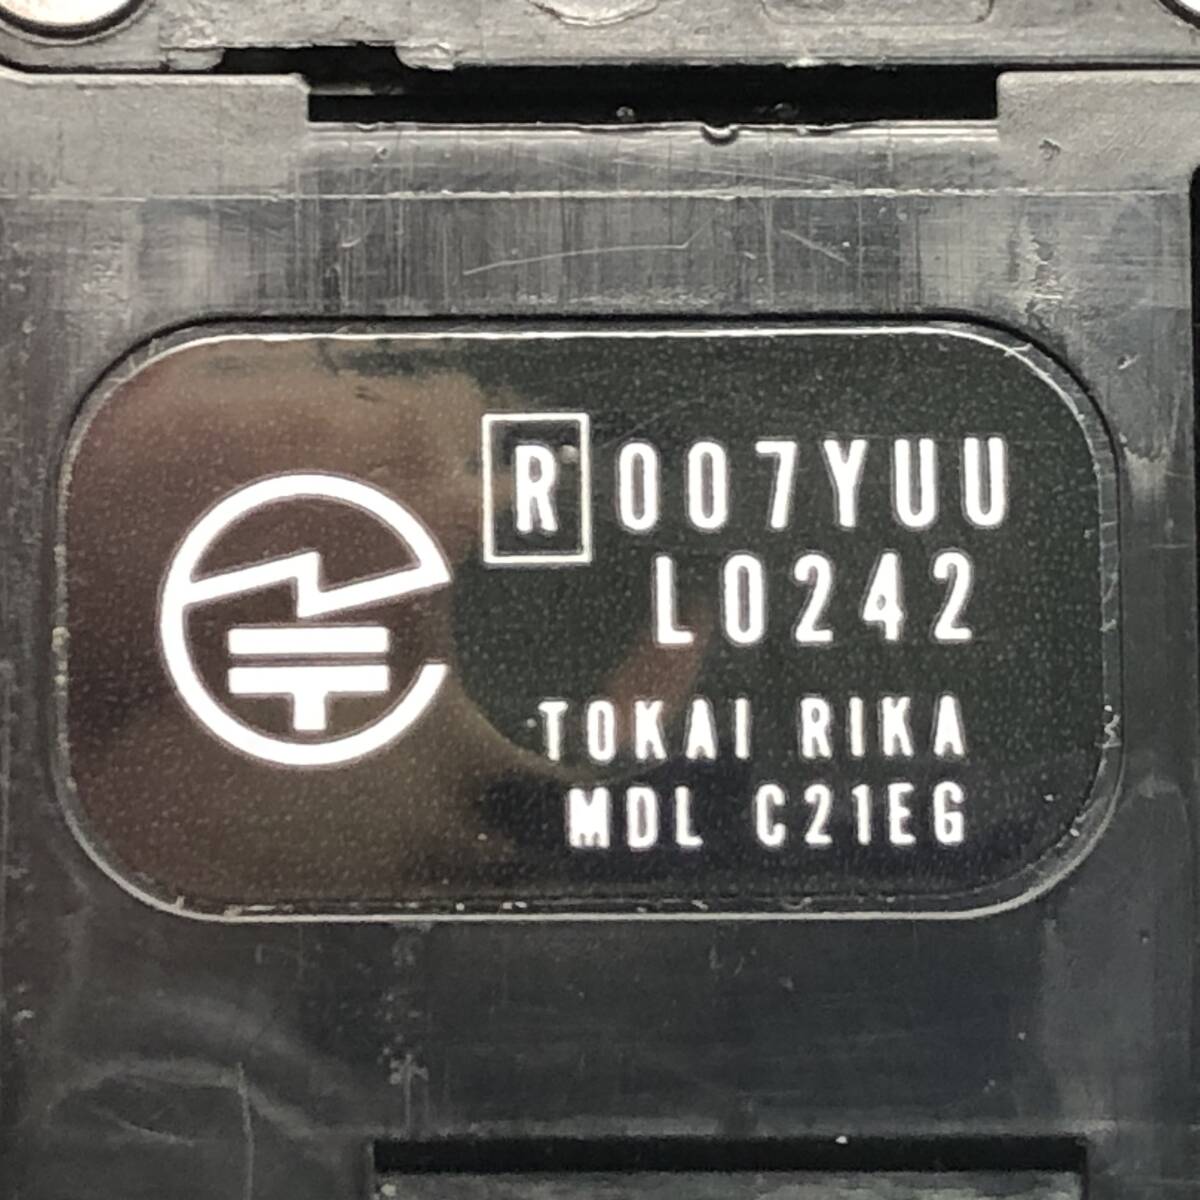 R 007YUU
L0242
TOKAI RIKA
MDL C21EG